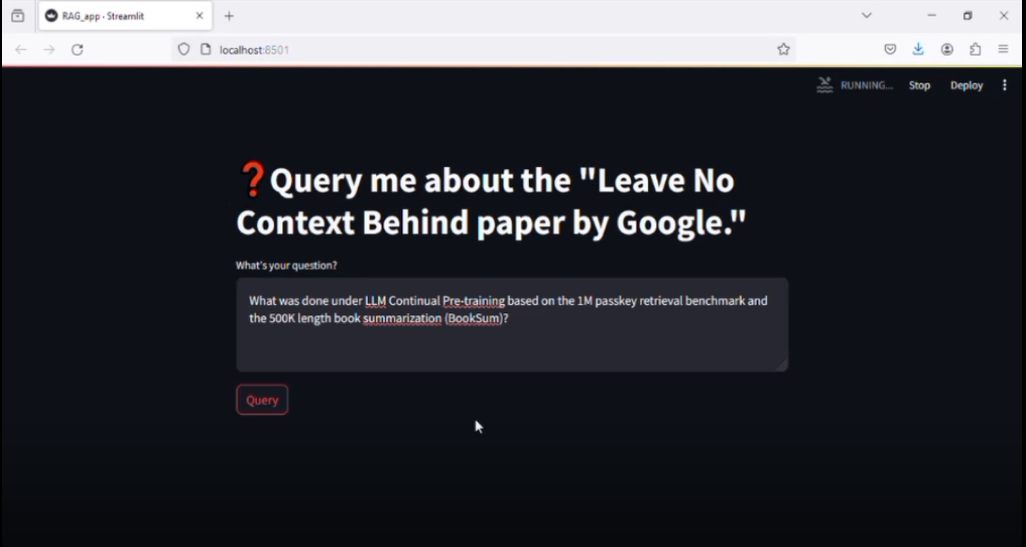 RAG_app · Streamlit
localhost:8501
RUNNING...
Stop
Deploy
❓Query me about the "Leave No
Context Behind paper by Google."
What's your question?
What was done under LLM Continual Pre-training based on the 1M passkey retrieval benchmark and
the 500K length book summarization (BookSum)?
Query